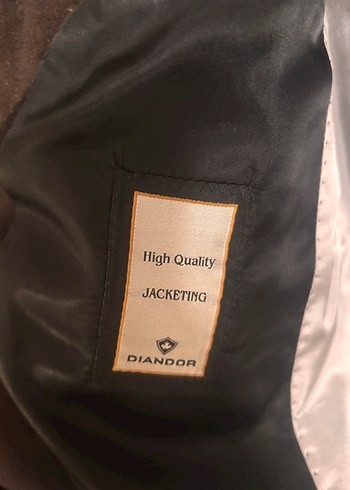 High Quality
JACKETING
DIANDOR